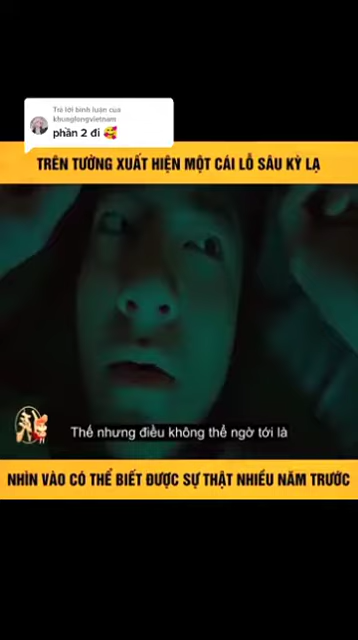 Trả lời bình luận của
khunglongvietnam
phần 2 đi 🥰
TRÊN TƯỜNG XUẤT HIỆN MỘT CÁI LỖ SÂU KỲ LẠ
Thế nhưng điều không thể ngờ tới là
NHÌN VÀO CÓ THỂ BIẾT ĐƯỢC SỰ THẬT NHIỀU NĂM TRƯỚC